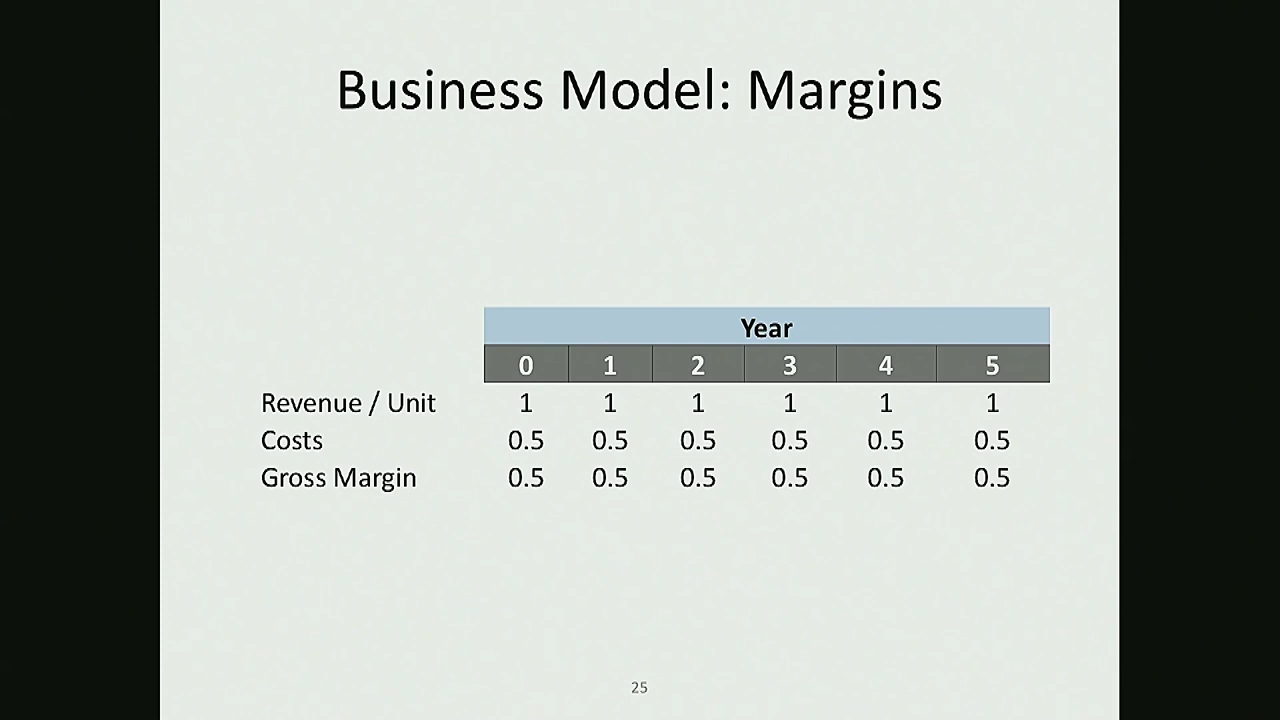 Business Model: Margins
Year
0 1 2 3 4 5
Revenue / Unit 1 1 1 1 1 1
Costs 0.5 0.5 0.5 0.5 0.5 0.5
Gross Margin 0.5 0.5 0.5 0.5 0.5 0.5
25